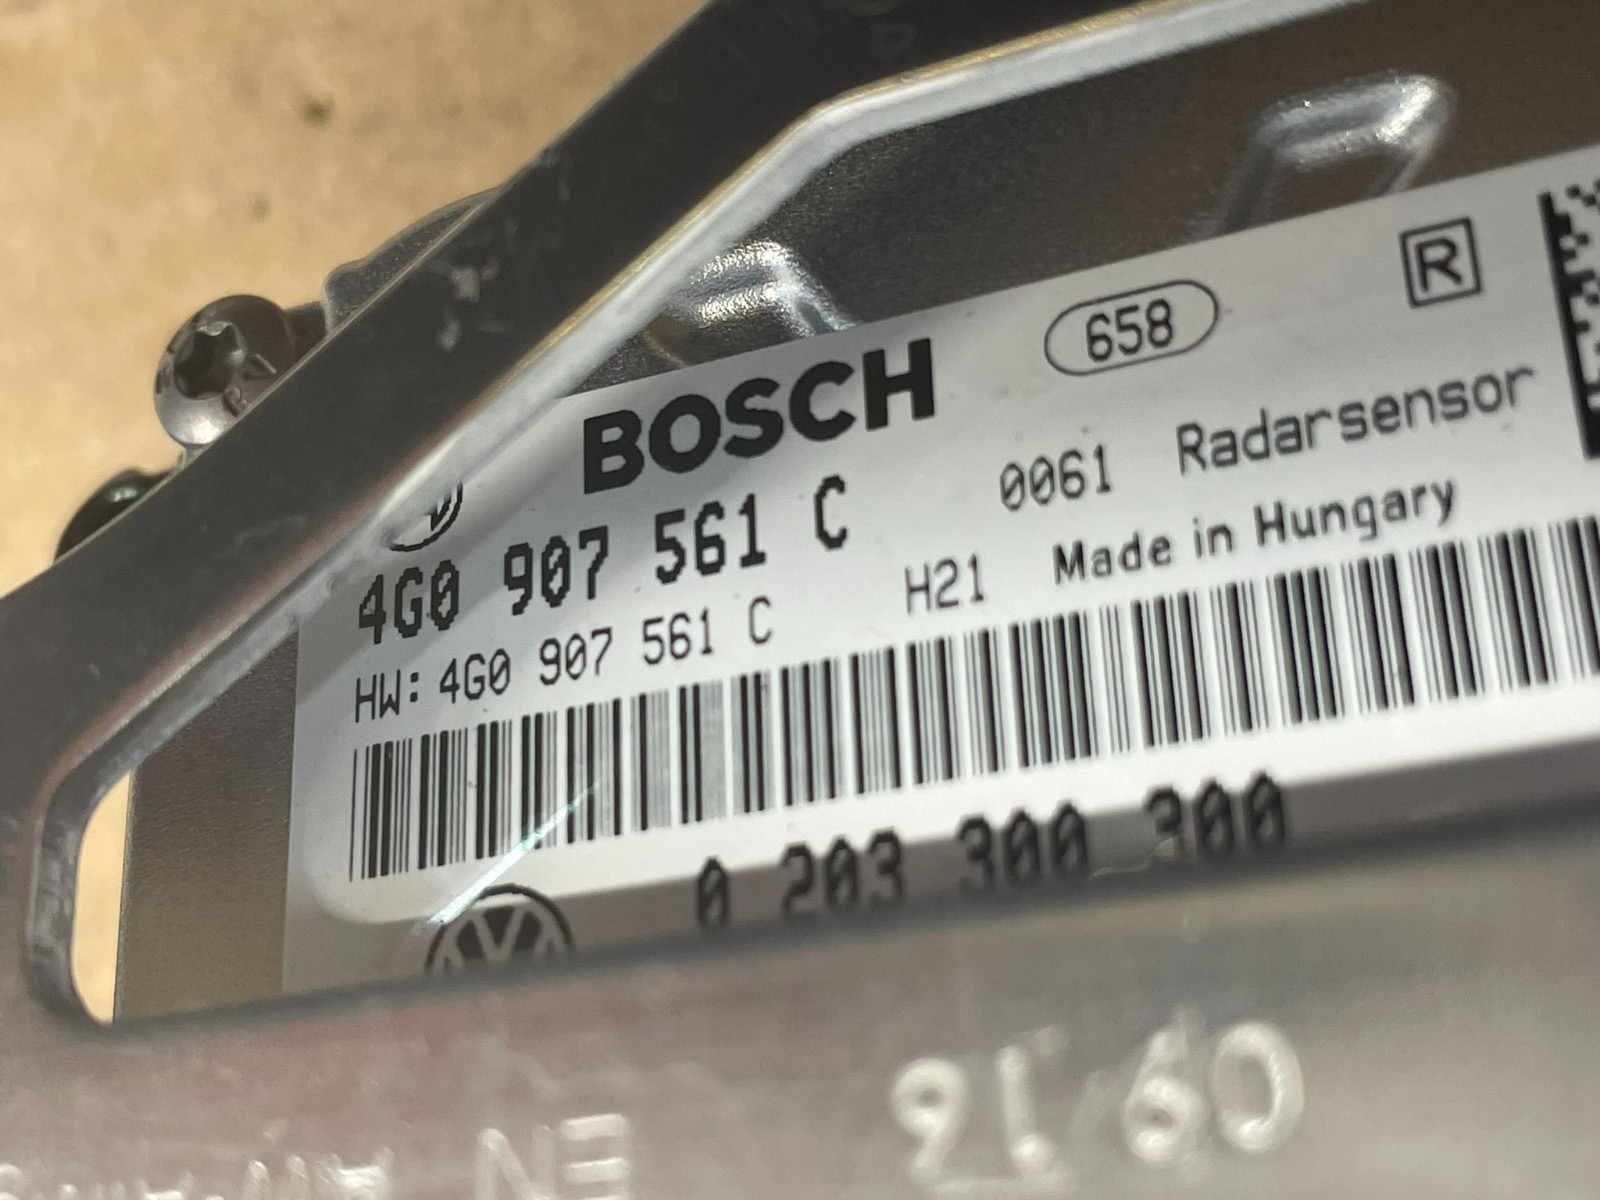 BOSCH 658 R
4G0 907 561 C 0061 Radarsensor
HW: 4G0 907 561 C H21 Made in Hungary
0 203 300 300